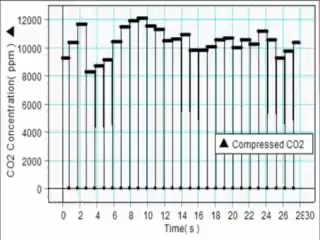 CO2 Concentration( ppm )
12000
10000
8000
6000
4000
2000
0
Compressed CO2
0 2 4 6 8 10 12 14 16 18 20 22 24 26 2830
Time( s )